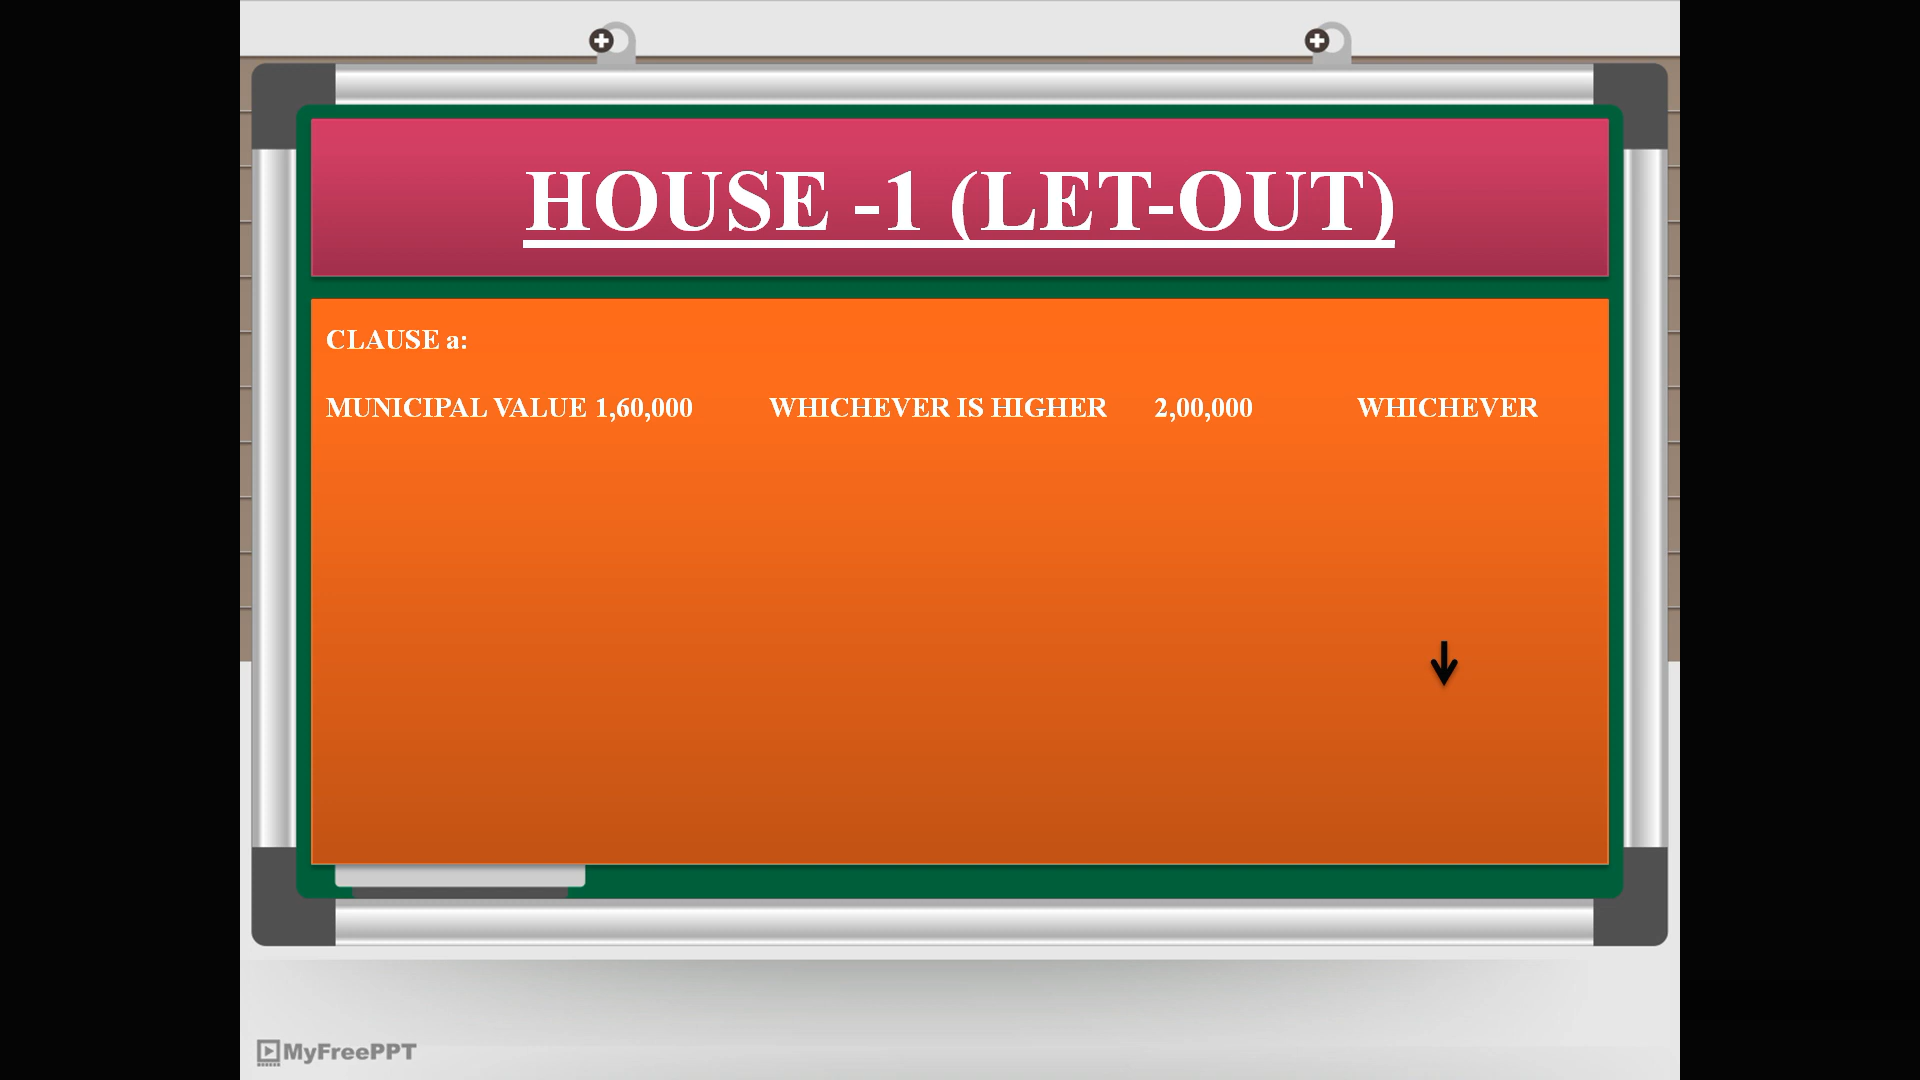 HOUSE -1 (LET-OUT)
CLAUSE a:
MUNICIPAL VALUE 1,60,000 WHICHEVER IS HIGHER 2,00,000 WHICHEVER
MyFreePPT